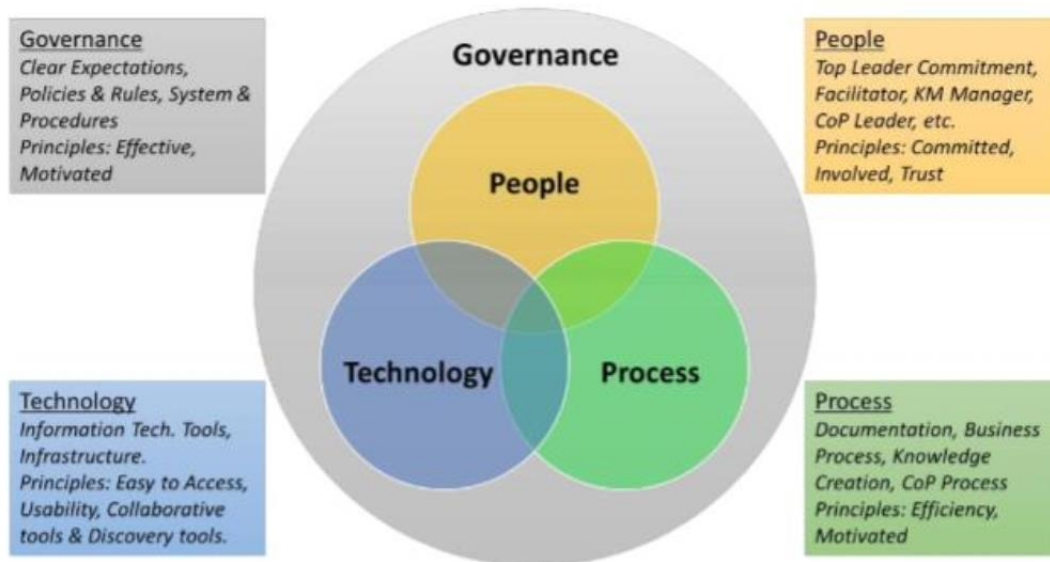 Governance
Clear Expectations,
Policies & Rules, System &
Procedures
Principles: Effective,
Motivated
Governance
People
Technology
Process
People
Top Leader Commitment,
Facilitator, KM Manager,
CoP Leader, etc.
Principles: Committed,
Involved, Trust
Technology
Information Tech. Tools,
Infrastructure.
Principles: Easy to Access,
Usability, Collaborative
tools & Discovery tools.
Process
Documentation, Business
Process, Knowledge
Creation, CoP Process
Principles: Efficiency,
Motivated